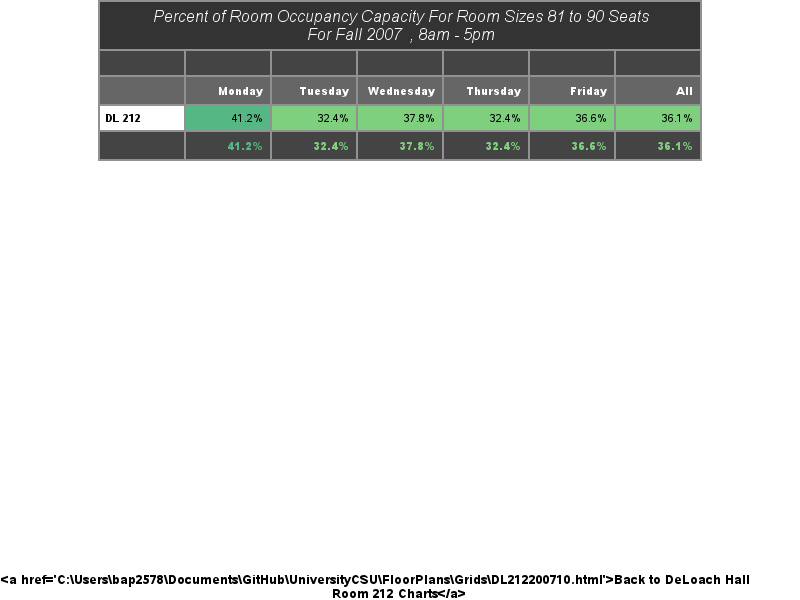 Percent of Room Occupancy Capacity For Room Sizes 81 to 90 Seats
For Fall 2007 , 8am - 5pm
Monday Tuesday Wednesday Thursday Friday All
DL 212 41.2% 32.4% 37.8% 32.4% 36.6% 36.1%
41.2% 32.4% 37.8% 32.4% 36.6% 36.1%
<a href='C:\Users\bap2578\Documents\GitHub\UniversityCSU\FloorPlans\Grids\DL212200710.html'>Back to DeLoach Hall
Room 212 Charts</a>